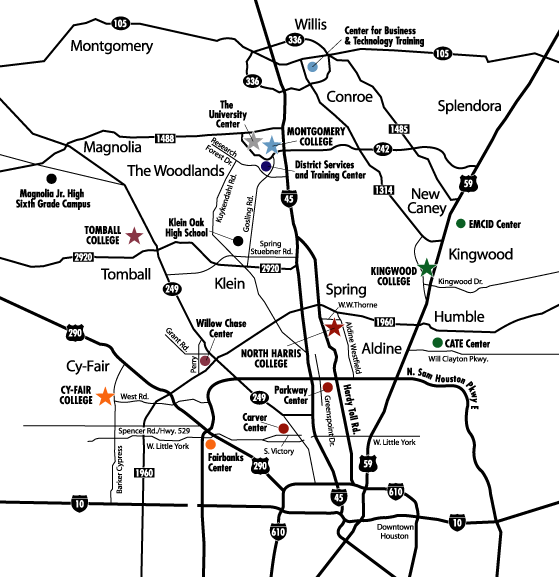 Willis
105
Montgomery
336
Center for Business
& Technology Training
105
336
Conroe
Splendora
The
University
Center
1488
MONTGOMERY
COLLEGE
1485
242
Magnolia
Research
Forest Dr.
The Woodlands
District Services
and Training Center
Magnolia Jr. High
Sixth Grade Campus
Kuykendahl Rd.
Gosling Rd.
45
1314
59
New
Caney
Klein Oak
High School
EMCID Center
TOMBALL
COLLEGE
Spring
Stuebner Rd.
Kingwood
2920
2920
KINGWOOD
COLLEGE
Kingwood Dr.
Tomball
249
Klein
Spring
W.W.Thorne
1960
Humble
290
Willow Chase
Center
Grant Rd.
Perry
NORTH HARRIS
COLLEGE
Aldine Westfield
Aldine
CATE Center
Will Clayton Pkwy.
Cy-Fair
CY-FAIR
COLLEGE
West Rd.
249
Parkway
Center
Greenspoint Dr.
Hardy Toll Rd.
N. Sam Houston Pkwy E
Carver
Center
Spencer Rd./Hwy. 529
W. Little York
S. Victory
W. Little York
Barker Cypress
1960
Fairbanks
Center
290
59
10
45
610
610
Downtown
Houston
10